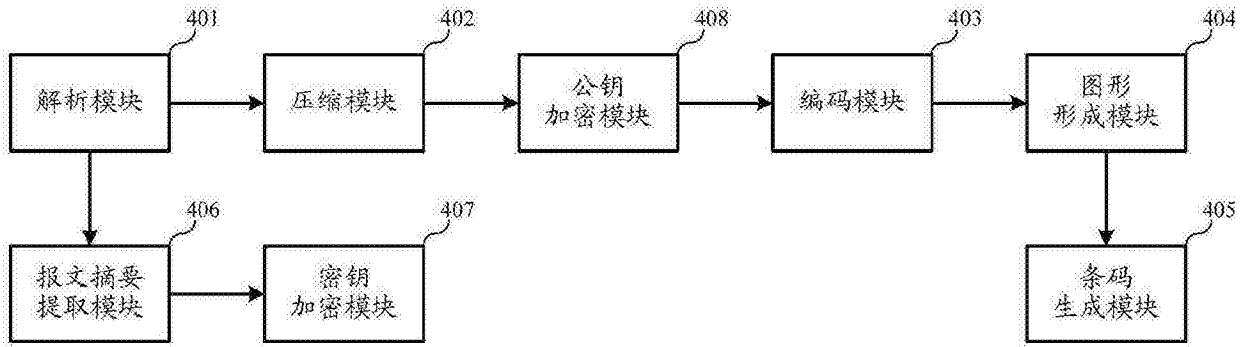 401
402
408
403
404
解析模块
压缩模块
公钥
加密模块
编码模块
图形
形成模块
406
407
405
报文摘要
提取模块
密钥
加密模块
条码
生成模块